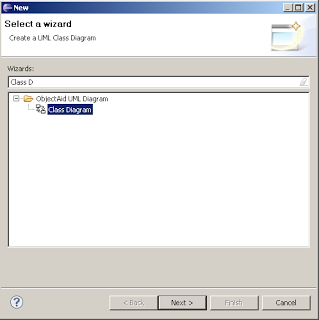 New
Select a wizard
Create a UML Class Diagram
Wizards:
Class D
ObjectAid UML Diagram
Class Diagram
?
< Back Next > Finish Cancel